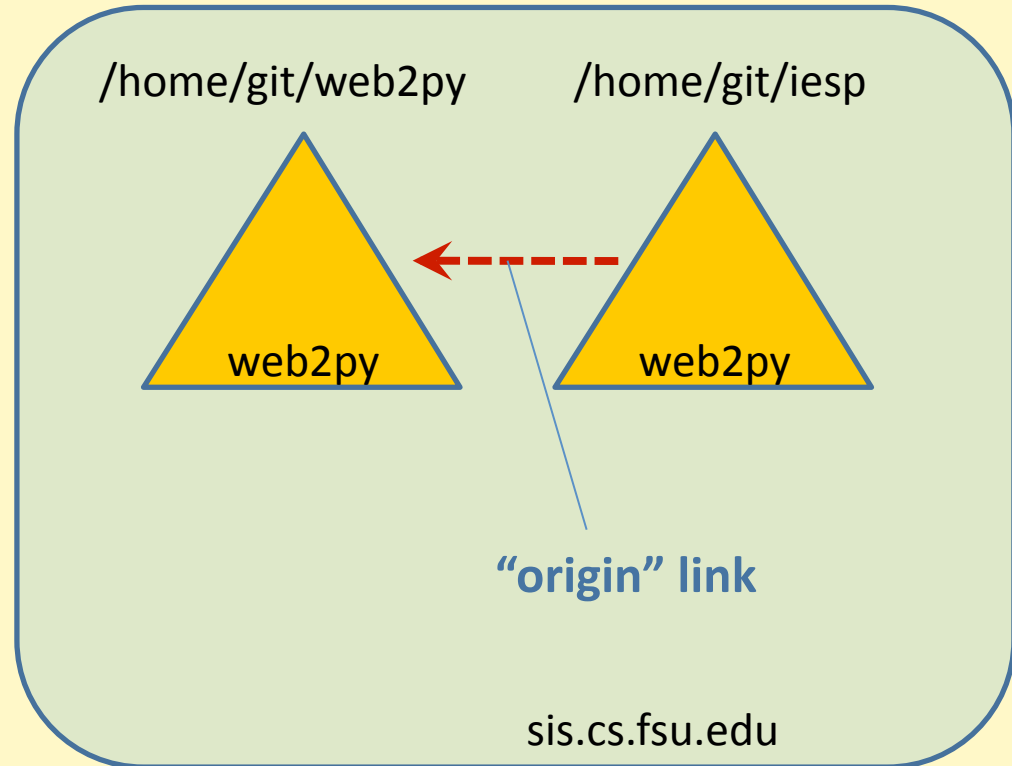 /home/git/web2py
/home/git/iesp
web2py
web2py
“origin” link
sis.cs.fsu.edu